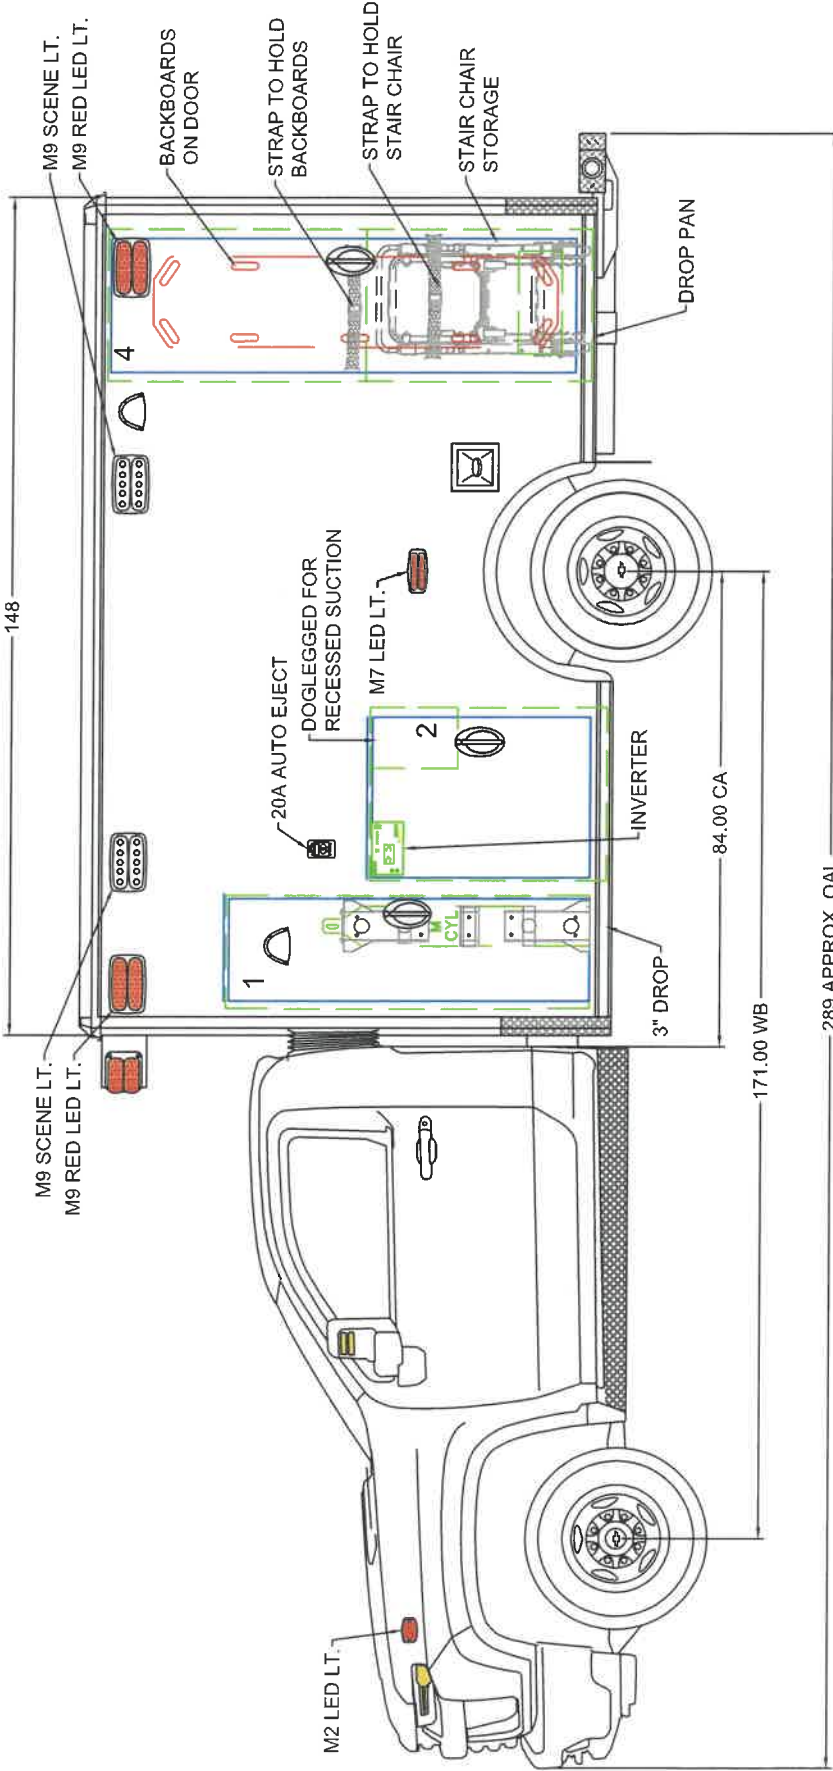 148
M9 SCENE LT.
M9 RED LED LT.
M9 SCENE LT.
M9 RED LED LT.
BACKBOARDS
ON DOOR
STRAP TO HOLD
BACKBOARDS
STRAP TO HOLD
STAIR CHAIR
STAIR CHAIR
STORAGE
DROP PAN
4
20A AUTO EJECT
DOGLEGGED FOR
RECESSED SUCTION
M7 LED LT.
1
2
M
CYL
INVERTER
3" DROP
M2 LED LT.
84.00 CA
171.00 WB
289 APPROX. OAL